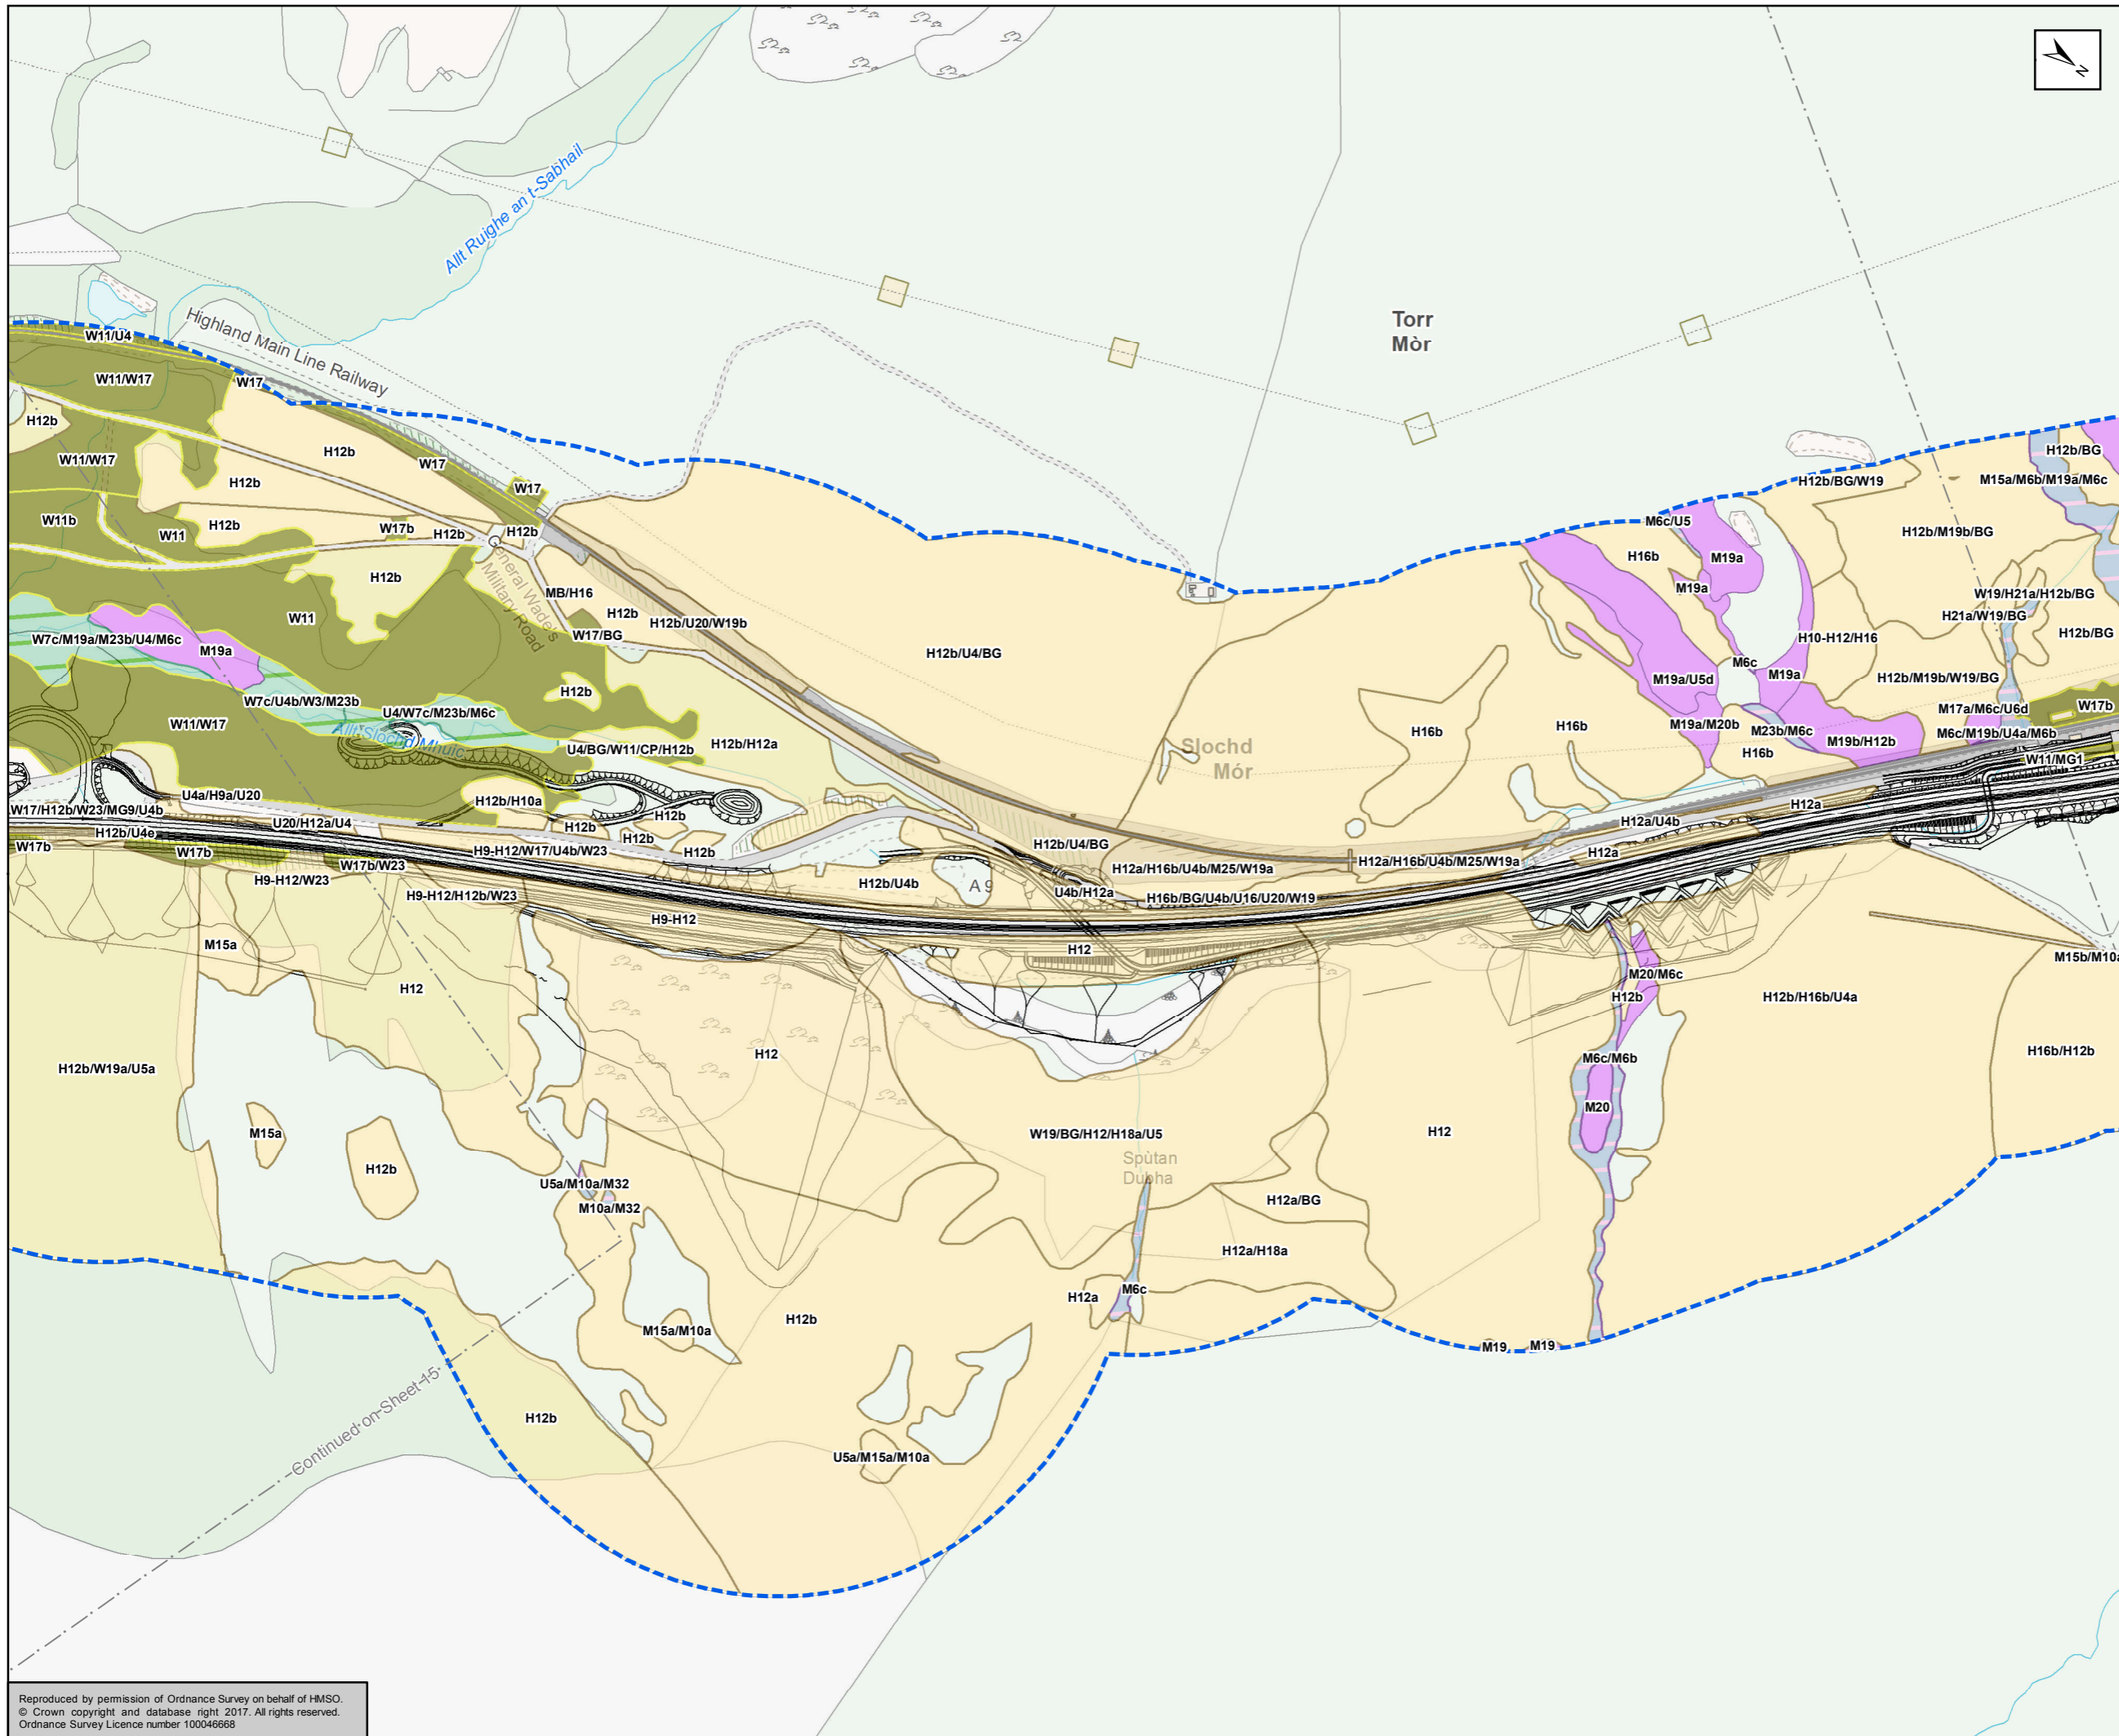 N
Allt Ruighe an t-Sabhail
Torr
Mòr
Highland Main Line Railway
W11/U4
W11/W17
W17
H12b
H12b
W17
H12b/BG
W11/W17
H12b
H12b/BG/W19
M15a/M6b/M19a/M6c
W17
W11b
H12b
W17b
H12b
H12b
W11
M6c/U5
H12b/M19b/BG
H16b
M19a
M19a
H12b
General Wade's
Military Road
MB/H16
W19/H21a/H12b/BG
W11
H12b
H12b/U20/W19b
H21a/W19/BG
W17/BG
H12b/BG
W7c/M19a/M23b/U4/M6c
M19a
H12b/U4/BG
H10-H12/H16
M6c
M19a
M19a/U5d
H12b/M19b/W19/BG
W7c/U4b/W3/M23b
H12b
U4/W7c/M23b/M6c
M17a/M6c/U6d
W17b
W11/W17
M19a/M20b
H16b
H16b
M23b/M6c
M6c/M19b/U4a/M6b
Allt Slochd Mhuic
U4/BG/W11/CP/H12b
H12b/H12a
Slochd
Mór
M19b/H12b
H16b
W11/MG1
U4a/H9a/U20
H12b/H10a
H12a
W17/H12b/W23/MG9/U4b
H12b
U20/H12a/U4
H12b
H12a/U4b
H12b/U4e
H12b
W17b
W17b
H9-H12/W17/U4b/W23
H12b
H12b/U4/BG
H12a
W17b/W23
H12a/H16b/U4b/M25/W19a
H12a/H16b/U4b/M25/W19a
H9-H12/W23
H12b/U4b
A 9
U4b/H12a
H9-H12/H12b/W23
H16b/BG/U4b/U16/U20/W19
H9-H12
M15a
H12
M15b/M10a
M20/M6c
H12
H12b
H12b/H16b/U4a
H12b/W19a/U5a
H12
M6c/M6b
H16b/H12b
M20
M15a
W19/BG/H12/H18a/U5
H12
H12b
Spùtan
Dubha
U5a/M10a/M32
M10a/M32
H12a/BG
H12a/H18a
M6c
H12a
H12b
M15a/M10a
M19
M19
Continued on Sheet 15
H12b
U5a/M15a/M10a
Reproduced by permission of Ordnance Survey on behalf of HMSO.
© Crown copyright and database right 2017. All rights reserved.
Ordnance Survey Licence number 100046668